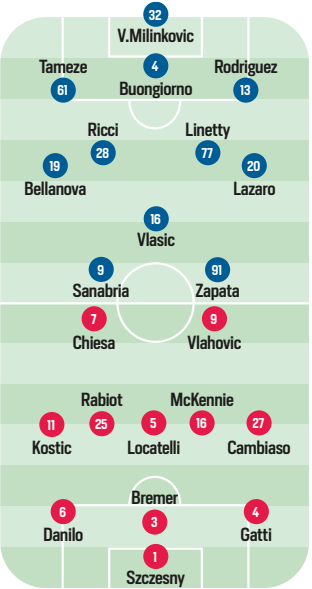 32
V.Milinkovic
Tameze
4
Rodriguez
61
Buongiorno
13
Ricci
Linetty
28
77
19
20
Bellanova
Lazaro
16
Vlasic
9
91
Sanabria
Zapata
7
9
Chiesa
Vlahovic
Rabiot
McKennie
11
25
5
16
27
Kostic
Locatelli
Cambiaso
Bremer
6
3
4
Danilo
Gatti
1
Szczesny